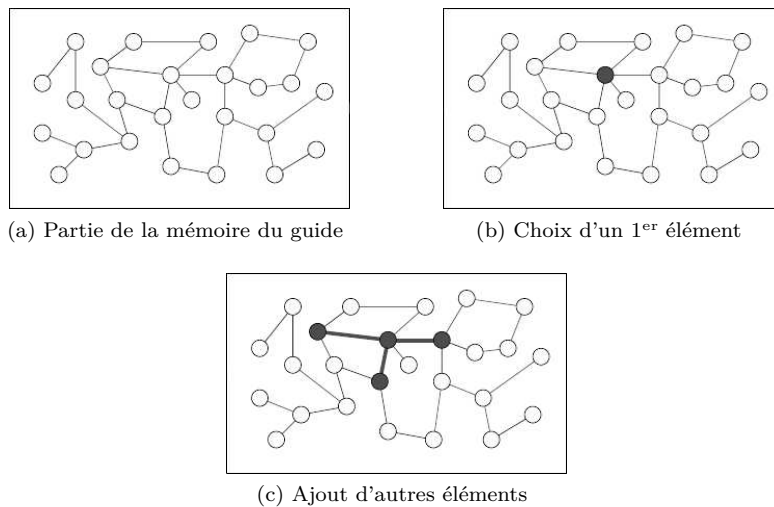 (a) Partie de la mémoire du guide
(b) Choix d'un 1ᵉʳ élément
(c) Ajout d'autres éléments